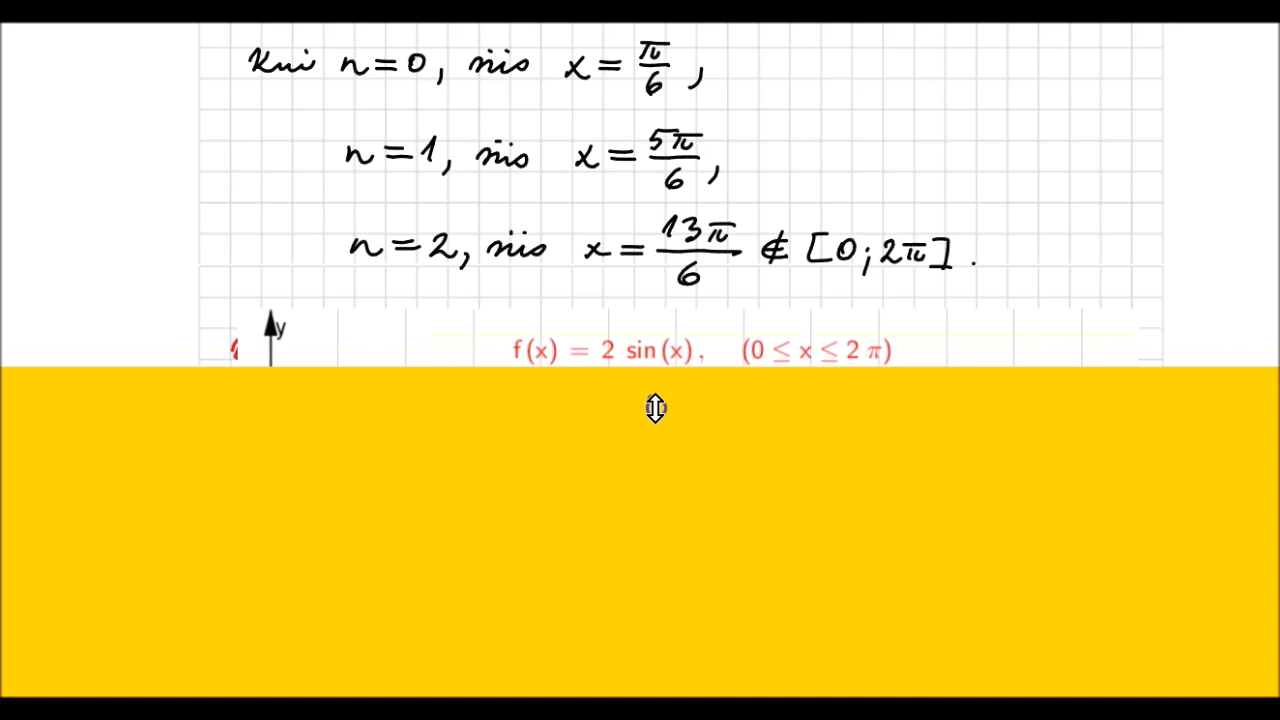 Kui n=0, siis x=π/6,
n=1, siis x=5π/6,
n=2, siis x=13π/6 ∉ [0;2π].
y
f(x) = 2 sin(x), (0 ≤ x ≤ 2 π)